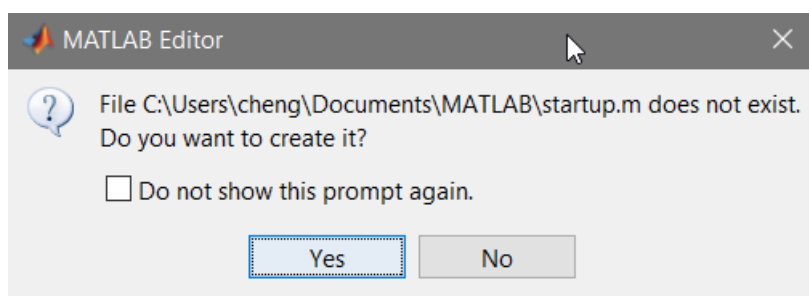 MATLAB Editor
File C:\Users\cheng\Documents\MATLAB\startup.m does not exist.
Do you want to create it?
Do not show this prompt again.
Yes No